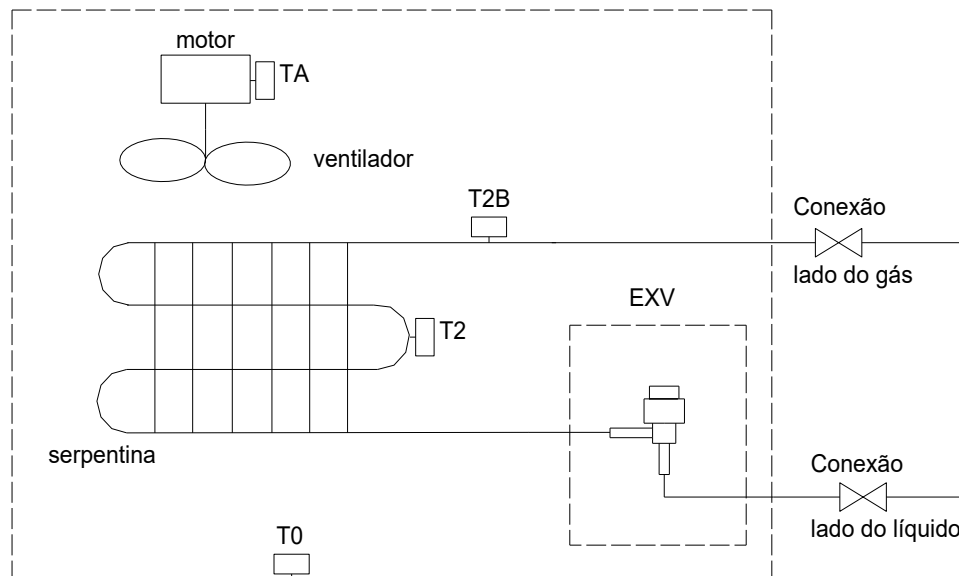 motor
TA
ventilador
T2B
Conexão
lado do gás
EXV
T2
serpentina
Conexão
lado do líquido
T0